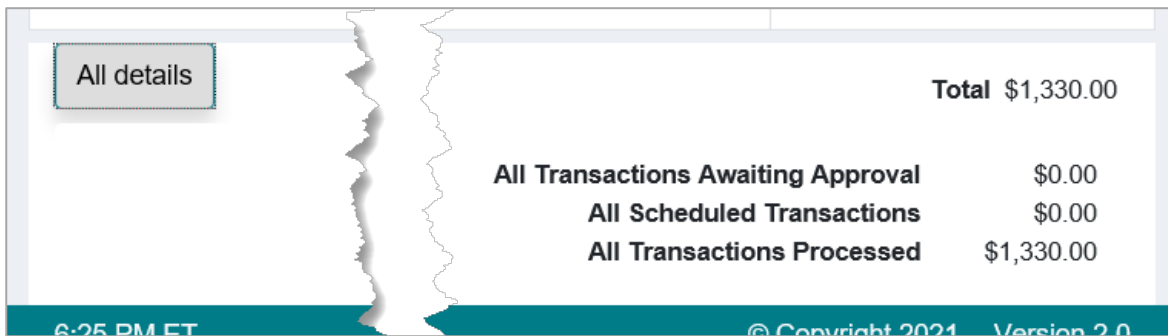 All details
Total $1,330.00
All Transactions Awaiting Approval $0.00
All Scheduled Transactions $0.00
All Transactions Processed $1,330.00
6:25 PM ET © Copyright 2021 Version 2.0